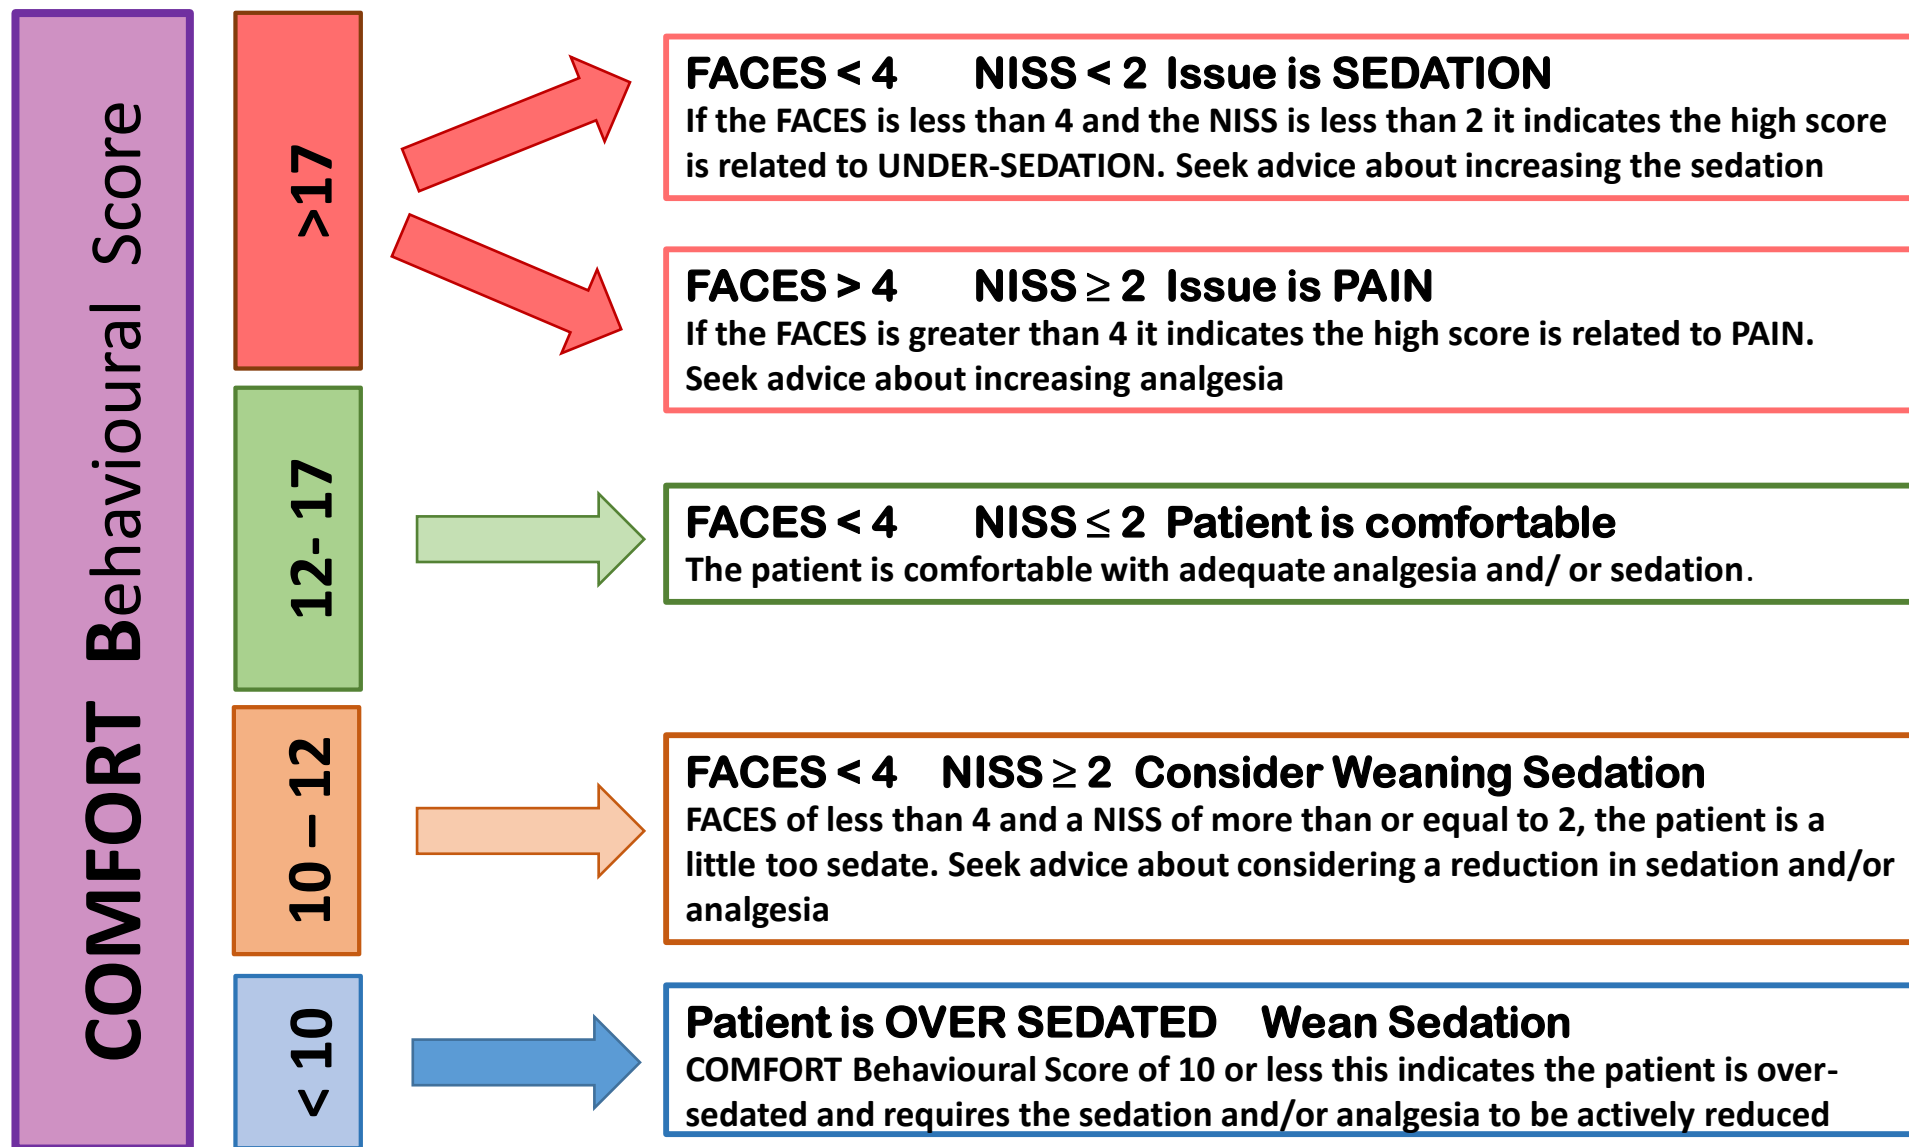 COMFORT Behavioural Score
>17
FACES < 4 NISS < 2 Issue is SEDATION
If the FACES is less than 4 and the NISS is less than 2 it indicates the high score
is related to UNDER-SEDATION. Seek advice about increasing the sedation
FACES > 4 NISS ≥ 2 Issue is PAIN
If the FACES is greater than 4 it indicates the high score is related to PAIN.
Seek advice about increasing analgesia
12- 17
FACES < 4 NISS ≤ 2 Patient is comfortable
The patient is comfortable with adequate analgesia and/ or sedation.
10 – 12
FACES < 4 NISS ≥ 2 Consider Weaning Sedation
FACES of less than 4 and a NISS of more than or equal to 2, the patient is a
little too sedate. Seek advice about considering a reduction in sedation and/or
analgesia
< 10
Patient is OVER SEDATED Wean Sedation
COMFORT Behavioural Score of 10 or less this indicates the patient is over-
sedated and requires the sedation and/or analgesia to be actively reduced